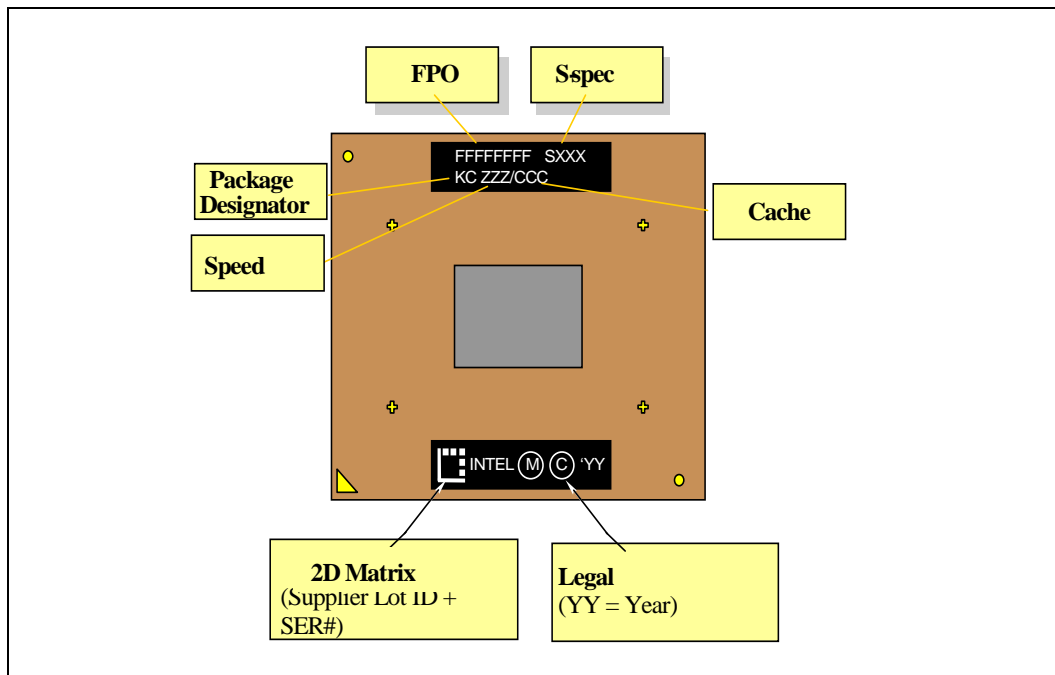 FPO
S-spec
FFFFFFFF SXXX
KC ZZZ/CCC
Package
Designator
Cache
Speed
INTEL M C 'YY
2D Matrix
(Supplier Lot ID +
SER#)
Legal
(YY = Year)